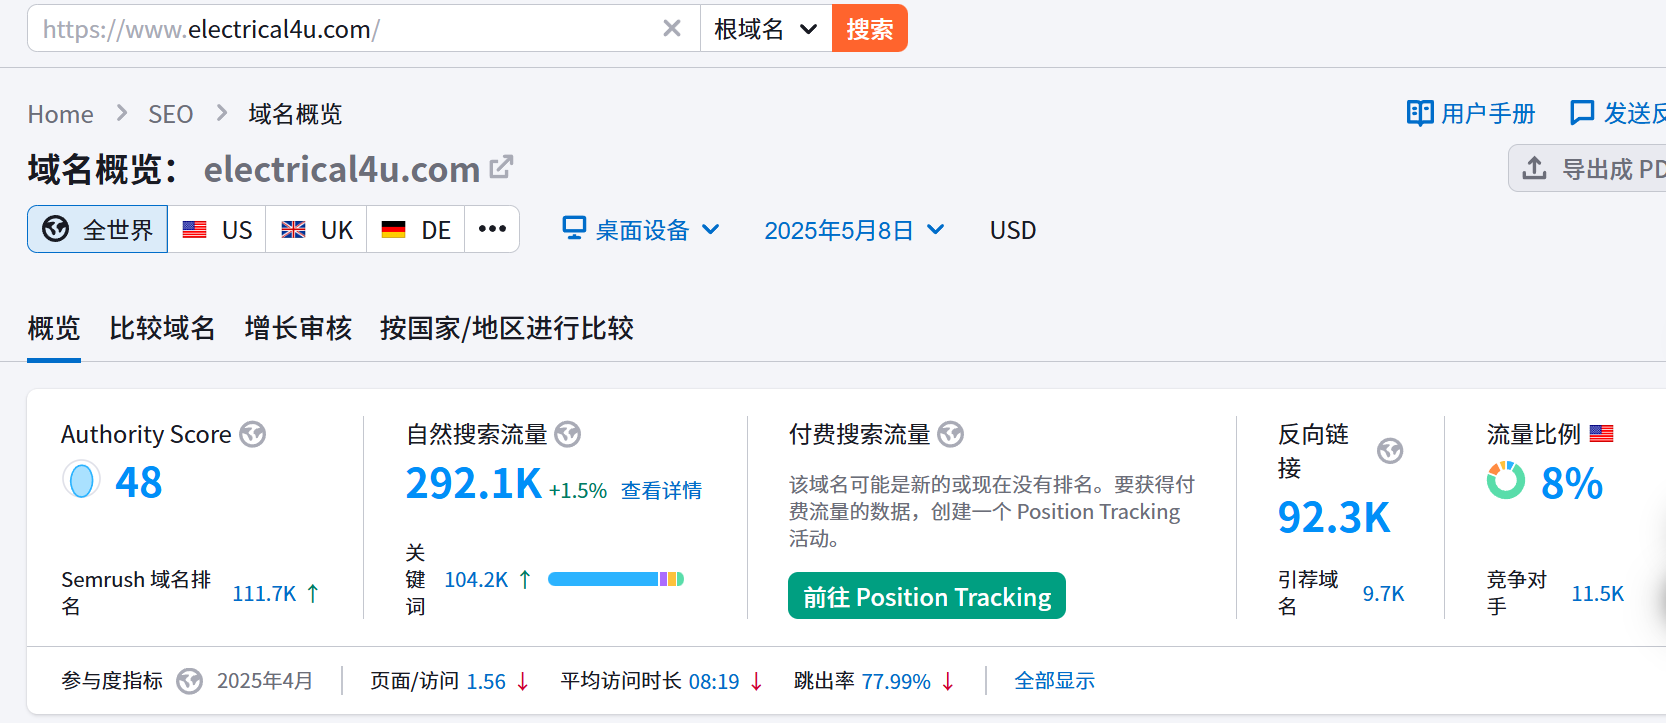 https://www.electrical4u.com/ 根域名 搜索
Home SEO 域名概览 用户手册 发送反
域名概览： electrical4u.com 导出成 PD
全世界 US UK DE 桌面设备 2025年5月8日 USD
概览 比较域名 增长审核 按国家/地区进行比较
Authority Score
48
Semrush 域名排
名
111.7K ↑
自然搜索流量
292.1K +1.5% 查看详情
关
键
词
104.2K ↑
付费搜索流量
该域名可能是新的或现在没有排名。要获得付
费流量的数据，创建一个 Position Tracking
活动。
前往 Position Tracking
反向链
接
92.3K
引荐域
名
9.7K
流量比例
8%
竞争对
手
11.5K
参与度指标 2025年4月 页面/访问 1.56 ↓ 平均访问时长 08:19 ↓ 跳出率 77.99% ↓ 全部显示